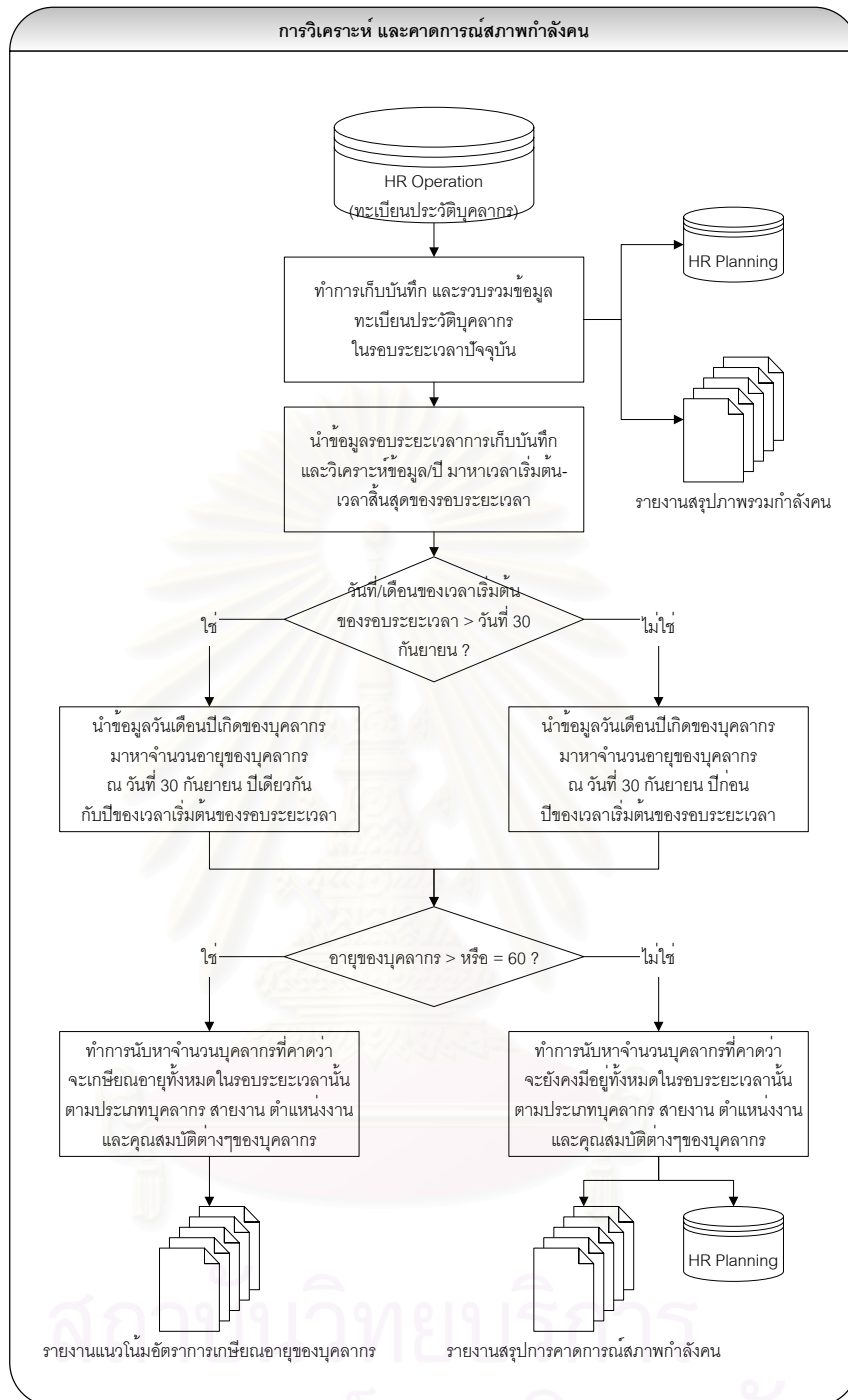 การวิเคราะห์ และคาดการณ์สภาพกำลังคน
HR Operation
(ทะเบียนประวัติบุคลากร)
HR Planning
ทำการเก็บบันทึก และรวบรวมข้อมูล
ทะเบียนประวัติบุคลากร
ในรอบระยะเวลาปัจจุบัน
รายงานสรุปภาพรวมกำลังคน
นำข้อมูลรอบระยะเวลาการเก็บบันทึก
และวิเคราะห์ข้อมูล/ปี มาหาเวลาเริ่มต้น-
เวลาสิ้นสุดของรอบระยะเวลา
วันที่/เดือนของเวลาเริ่มต้น
ของรอบระยะเวลา > วันที่ 30
กันยายน ?
ใช่
ไม่ใช่
นำข้อมูลวันเดือนปีเกิดของบุคลากร
มาหาจำนวนอายุของบุคลากร
ณ วันที่ 30 กันยายน ปีเดียวกัน
กับปีของเวลาเริ่มต้นของรอบระยะเวลา
นำข้อมูลวันเดือนปีเกิดของบุคลากร
มาหาจำนวนอายุของบุคลากร
ณ วันที่ 30 กันยายน ปีก่อน
ปีของเวลาเริ่มต้นของรอบระยะเวลา
อายุของบุคลากร > หรือ = 60 ?
ใช่
ไม่ใช่
ทำการนับหาจำนวนบุคลากรที่คาดว่า
จะเกษียณอายุทั้งหมดในรอบระยะเวลานั้น
ตามประเภทบุคลากร สายงาน ตำแหน่งงาน
และคุณสมบัติต่างๆของบุคลากร
ทำการนับหาจำนวนบุคลากรที่คาดว่า
จะยังคงมีอยู่ทั้งหมดในรอบระยะเวลานั้น
ตามประเภทบุคลากร สายงาน ตำแหน่งงาน
และคุณสมบัติต่างๆของบุคลากร
HR Planning
รายงานแนวโน้มอัตราการเกษียณอายุของบุคลากร
รายงานสรุปการคาดการณ์สภาพกำลังคน
สถาบันวิทยบริการ